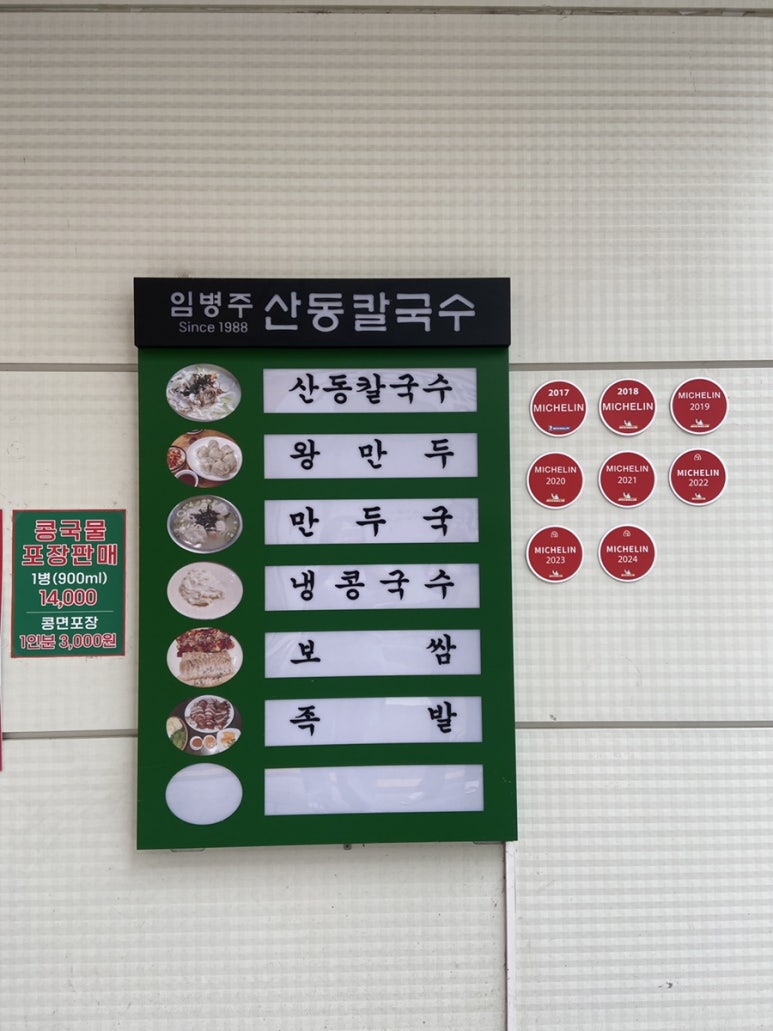 임병주 산동칼국수
Since 1988
산동칼국수
왕만두
만두국
냉콩국수
보쌈
족발
콩국물
포장판매
1병(900ml)
14,000
콩면포장
1인분 3,000원
2017
MICHELIN
2018
MICHELIN
MICHELIN
2019
MICHELIN
2020
MICHELIN
2021
MICHELIN
2022
MICHELIN
2023
MICHELIN
2024